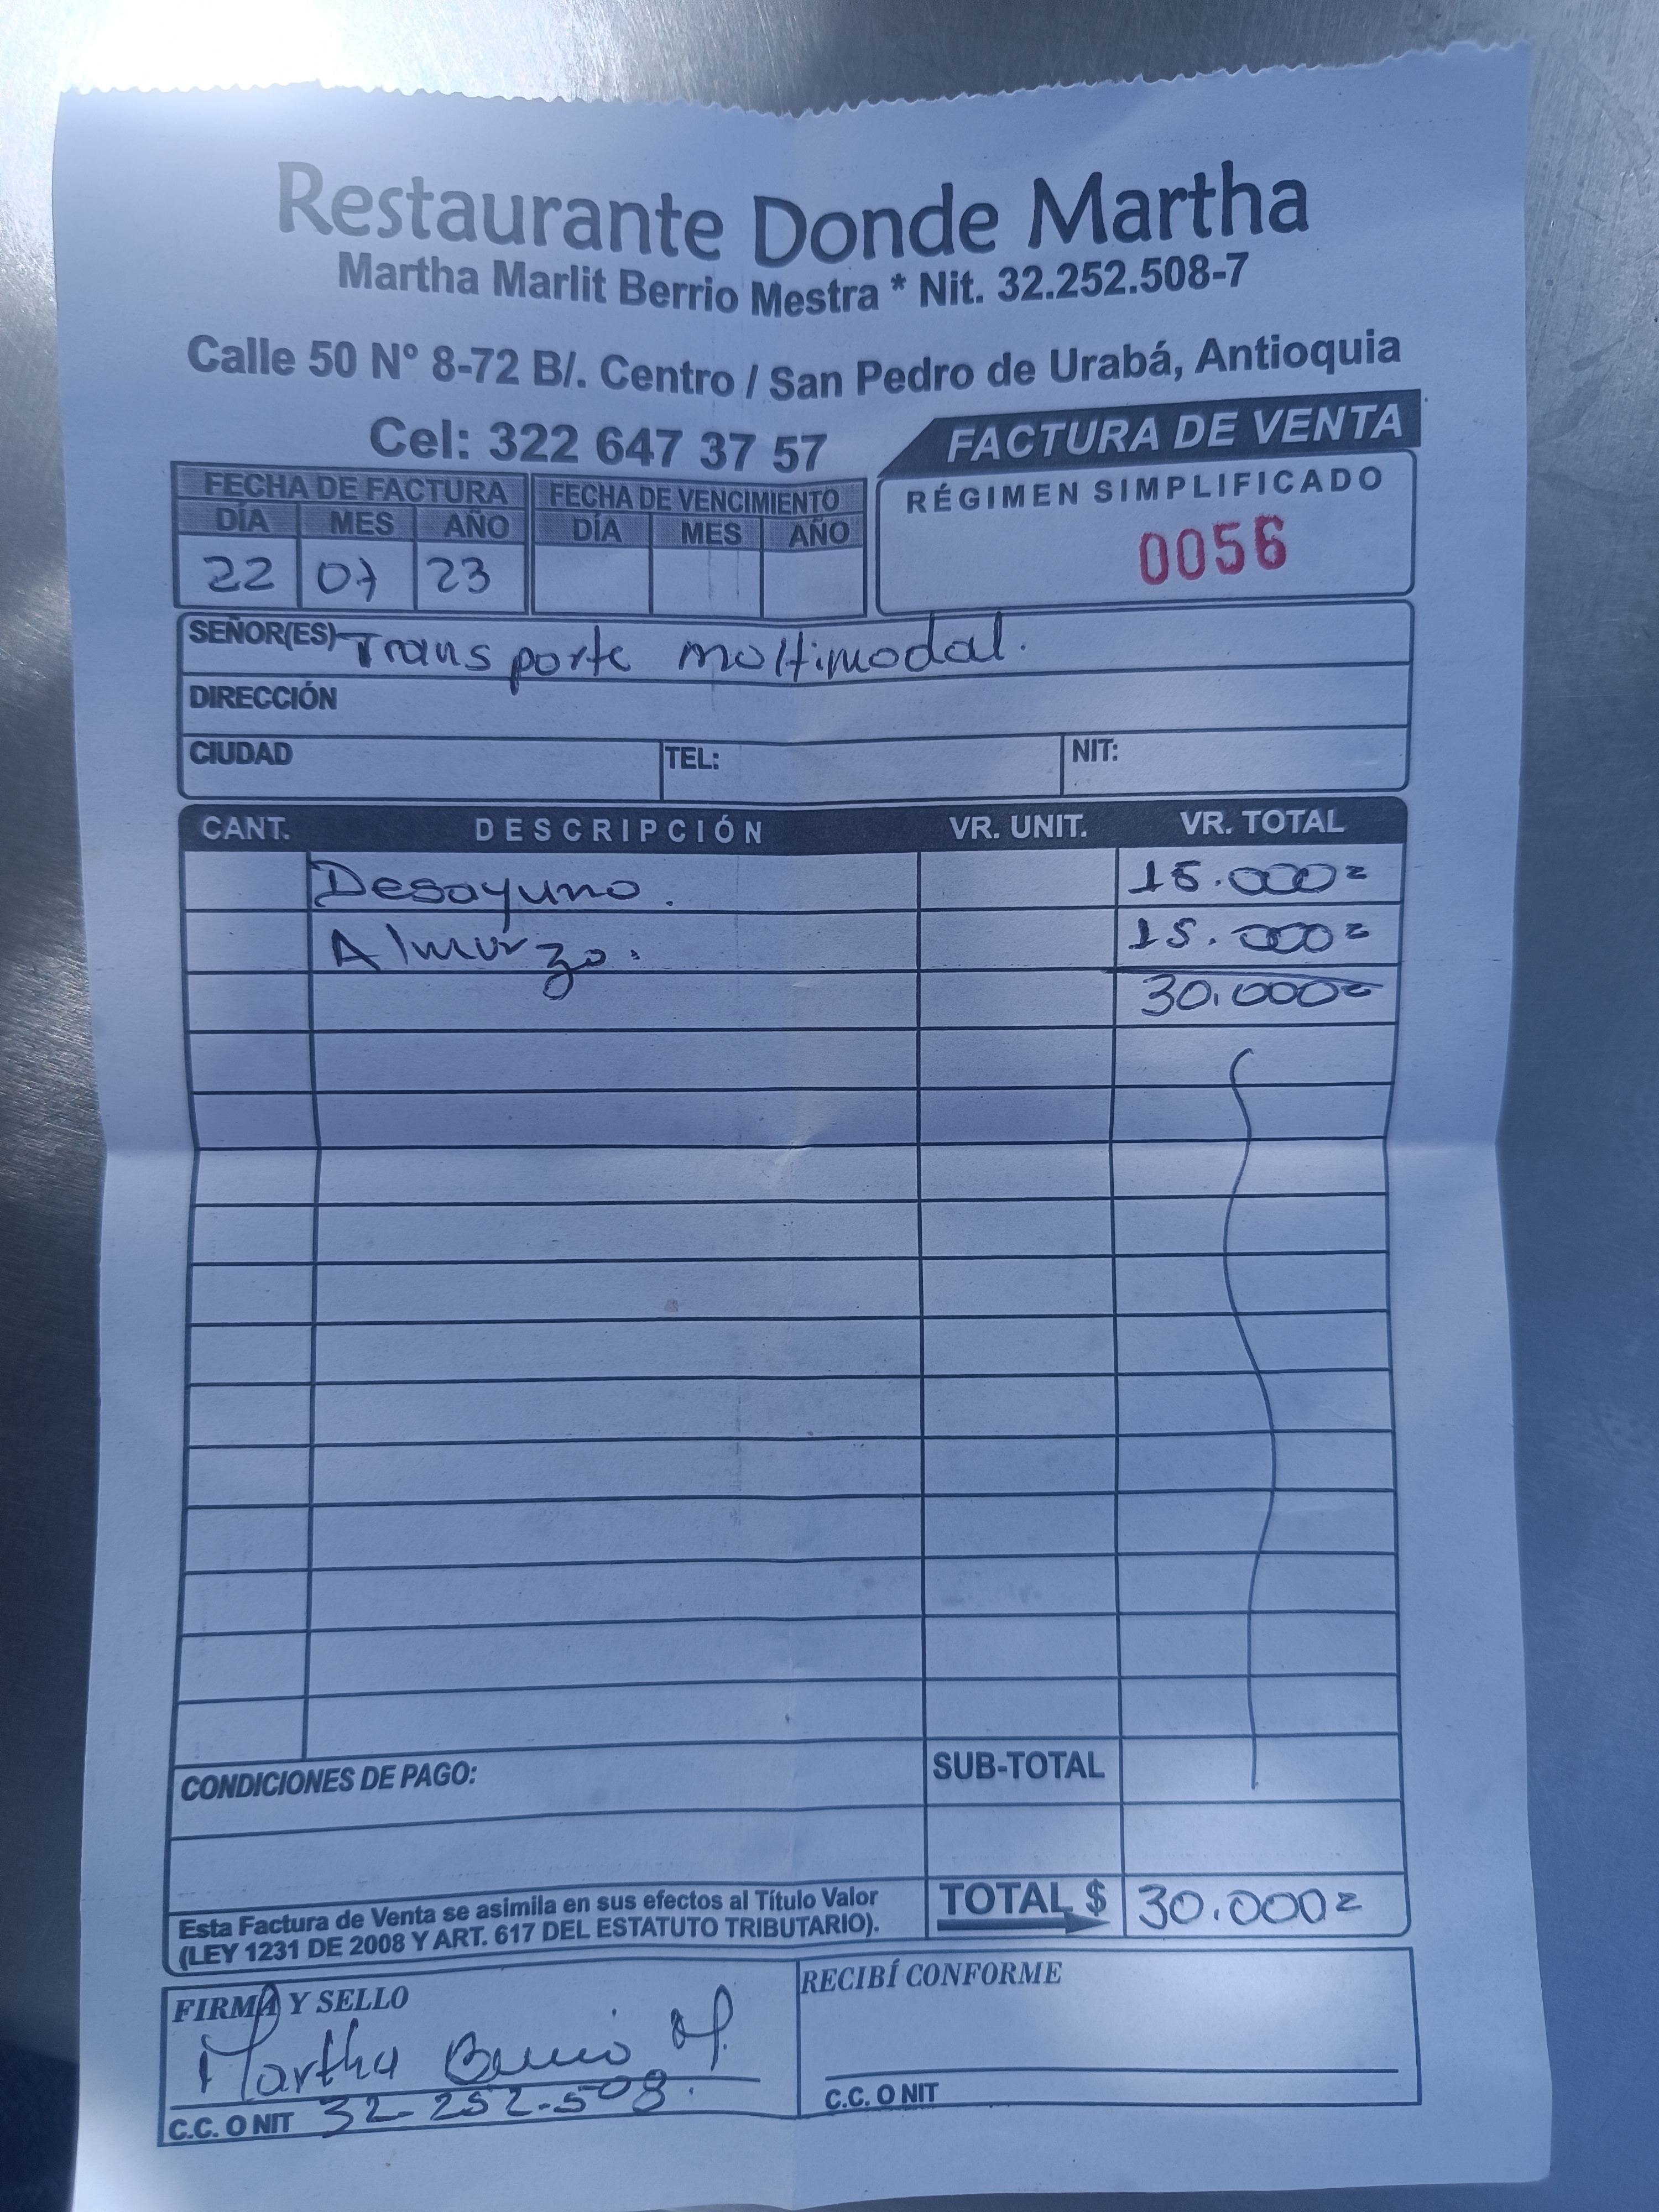 Restaurante Donde Martha
Martha Marlit Berrio Mestra * Nit. 32.252.508-7
Calle 50 N° 8-72 B/. Centro / San Pedro de Urabá, Antioquia
Cel: 322 647 37 57
FACTURA DE VENTA
RÉGIMEN SIMPLIFICADO
0056
FECHA DE FACTURA FECHA DE VENCIMIENTO
DÍA MES AÑO DÍA MES AÑO
22 07 23
SEÑOR(ES) Transporte moltimodal.
DIRECCIÓN
CIUDAD TEL: NIT:
CANT. DESCRIPCIÓN VR. UNIT. VR. TOTAL
Desayuno. 15.000=
Almurzo. 15.000=
30.000=
CONDICIONES DE PAGO: SUB-TOTAL
Esta Factura de Venta se asimila en sus efectos al Título Valor
(LEY 1231 DE 2008 Y ART. 617 DEL ESTATUTO TRIBUTARIO).
TOTAL $ 30.000=
FIRMA Y SELLO RECIBÍ CONFORME
Martha Berrio M.
C.C. O NIT 32-252-508. C.C. O NIT